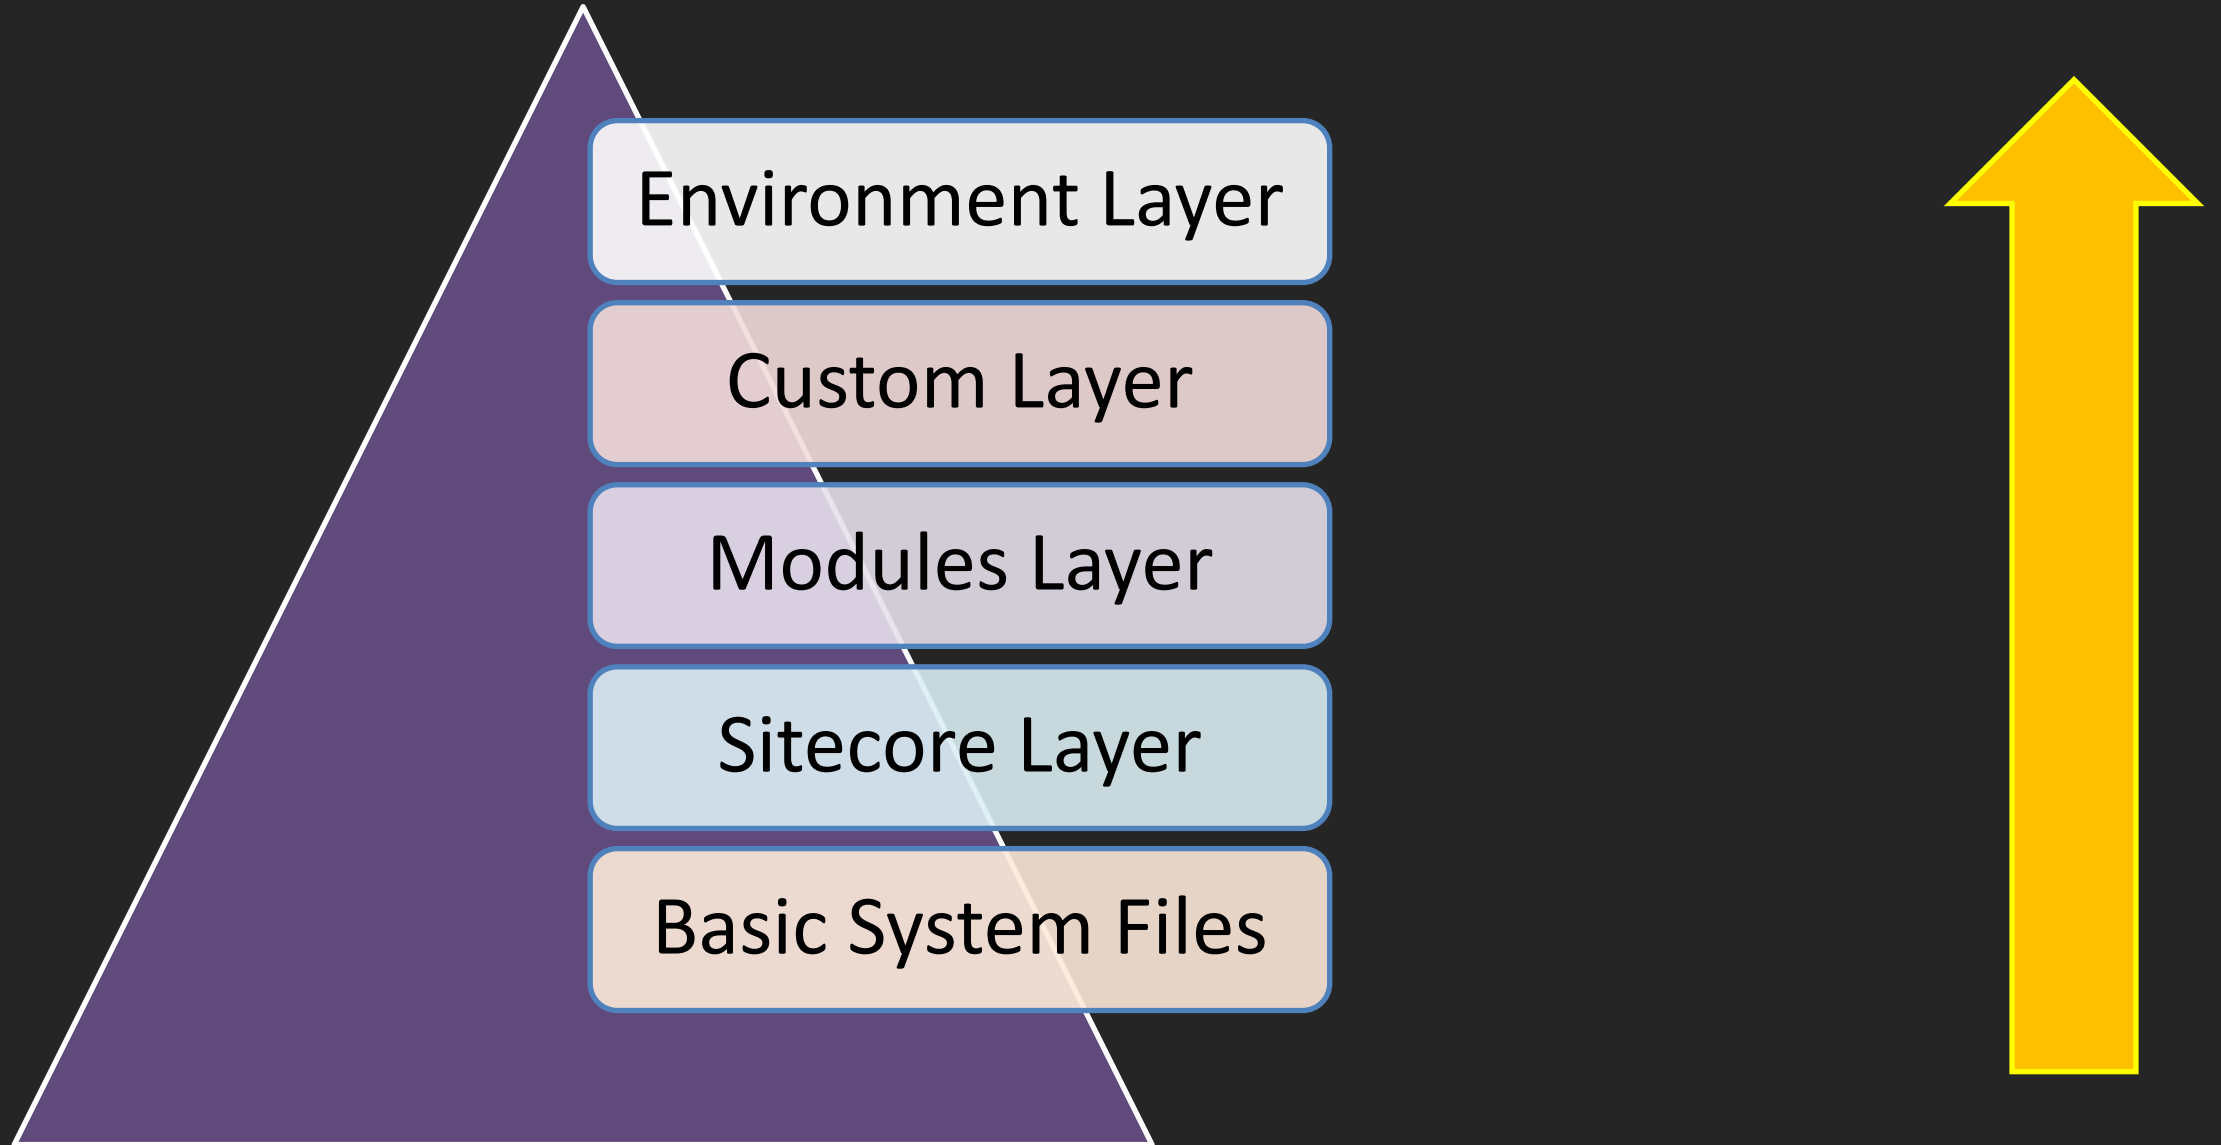 Environment Layer
Custom Layer
Modules Layer
Sitecore Layer
Basic System Files